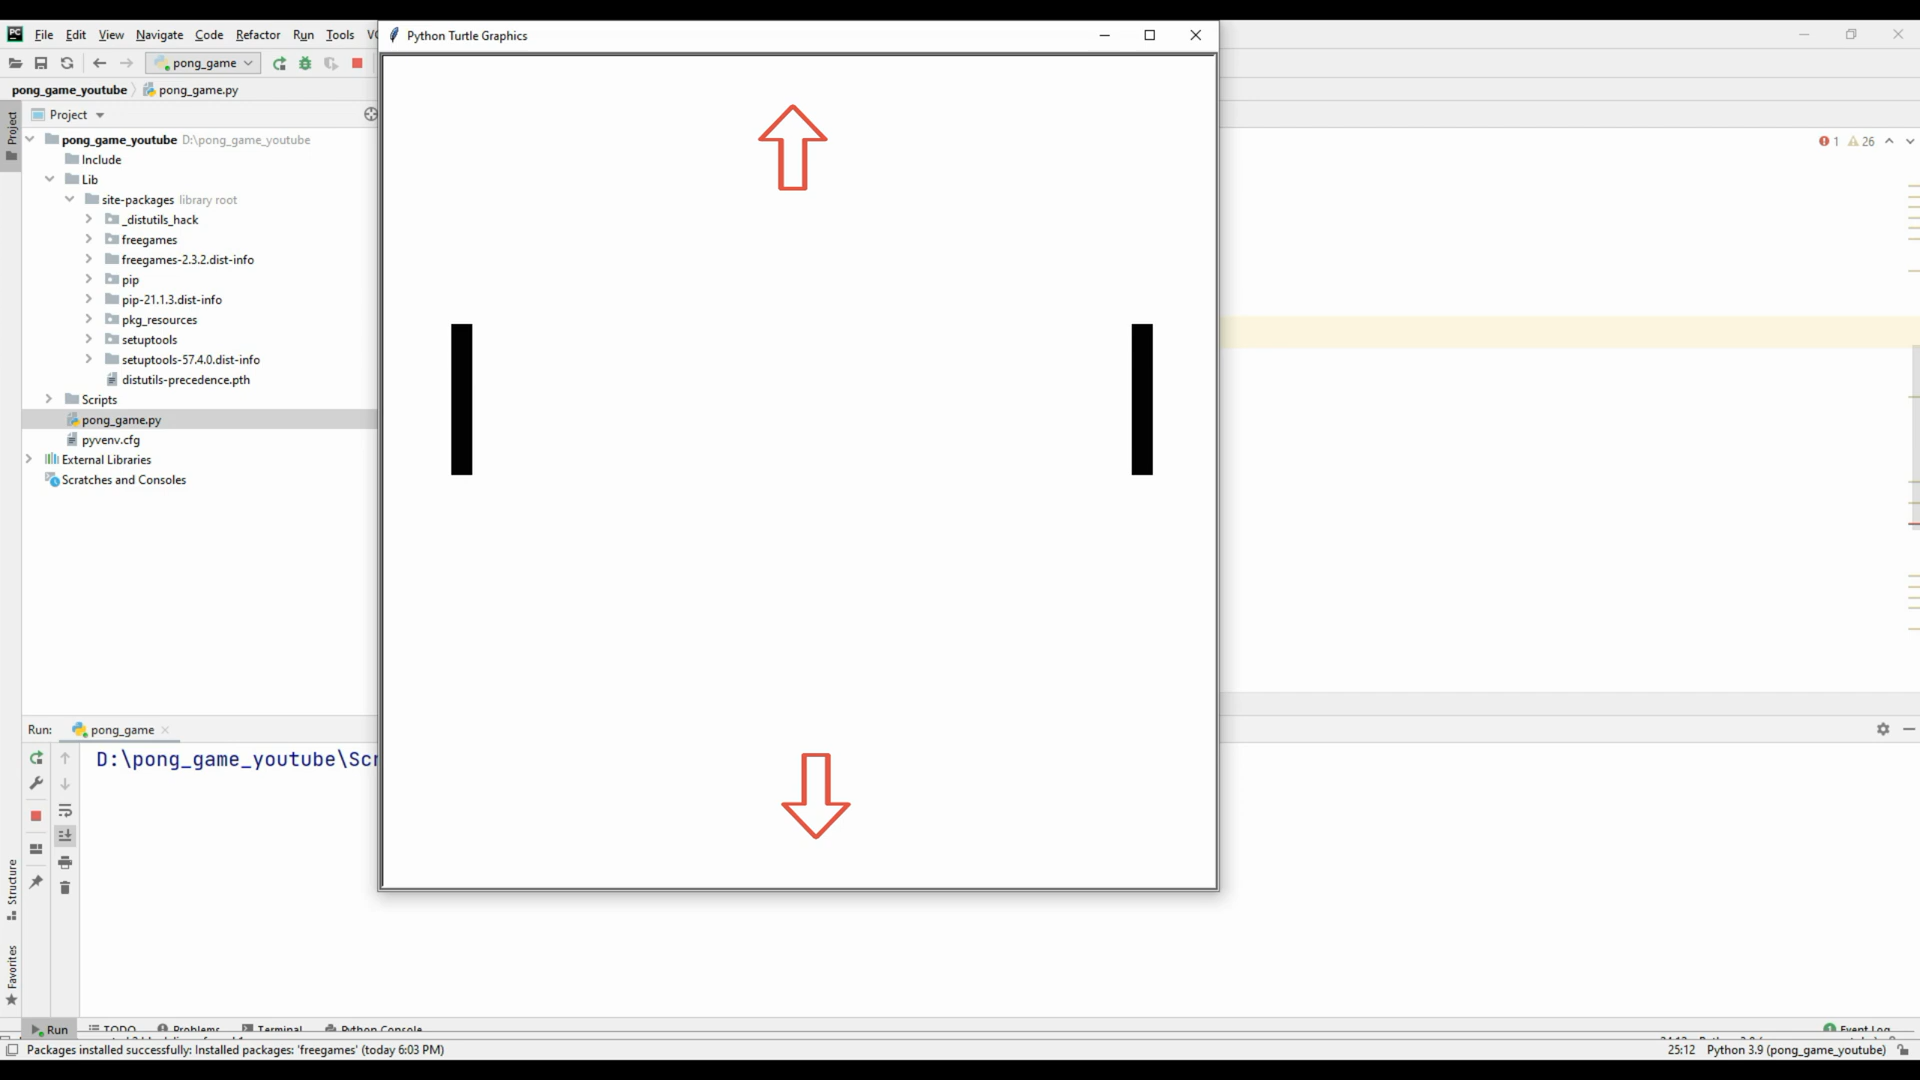 File Edit View Navigate Code Refactor Run Tools
Python Turtle Graphics
pong_game
pong_game_youtube pong_game.py
Project
Project
pong_game_youtube D:\pong_game_youtube
Include
Lib
site-packages library root
_distutils_hack
freegames
freegames-2.3.2.dist-info
pip
pip-21.1.3.dist-info
pkg_resources
setuptools
setuptools-57.4.0.dist-info
distutils-precedence.pth
Scripts
pong_game.py
pyvenv.cfg
External Libraries
Scratches and Consoles
1 26
Run: pong_game
D:\pong_game_youtube\Scr
Structure
Favorites
Run TODO Problems Terminal Python Console Event Log
Packages installed successfully: Installed packages: 'freegames' (today 6:03 PM) 25:12 Python 3.9 (pong_game_youtube)